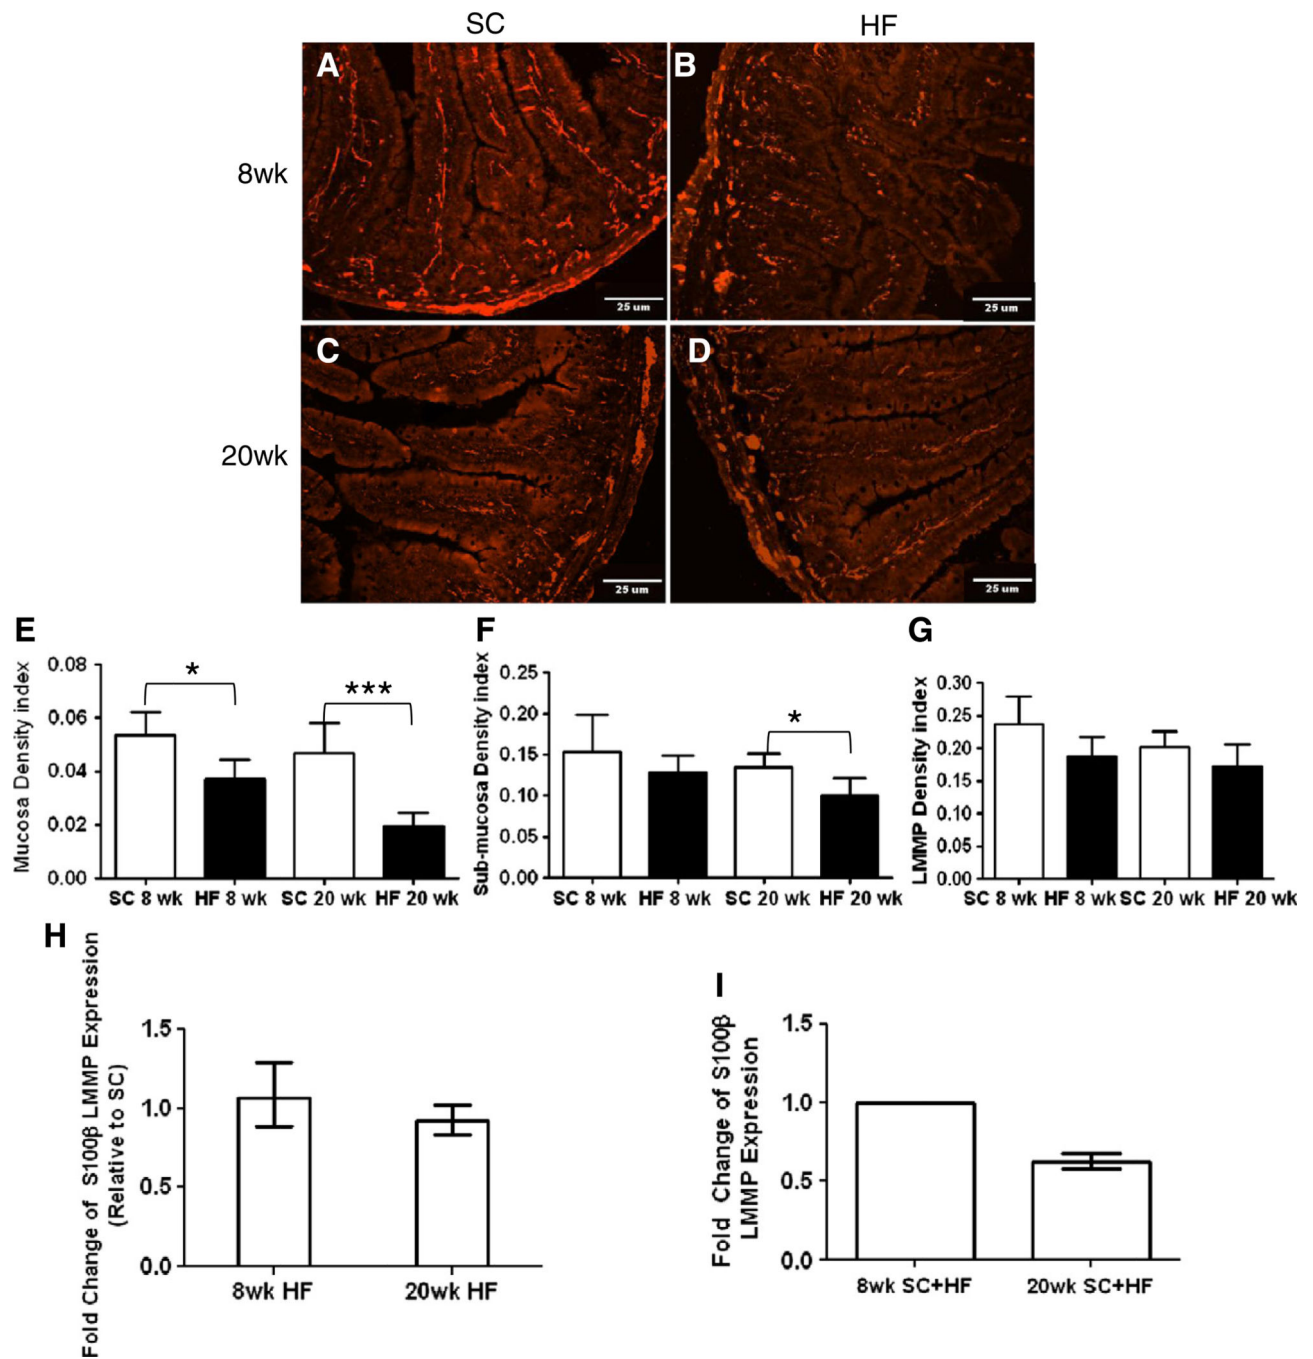 SC HF
A B
8wk
25 um 25 um
C D
20wk
25 um 25 um
E
Mucosa Density index
0.08
0.06
0.04
0.02
0.00
* ***
SC 8 wk HF 8 wk SC 20 wk HF 20 wk
F
Sub-mucosa Density index
0.25
0.20
0.15
0.10
0.05
0.00
*
SC 8 wk HF 8 wk SC 20 wk HF 20 wk
G
LMMP Density index
0.30
0.25
0.20
0.15
0.10
0.05
0.00
SC 8 wk HF 8 wk SC 20 wk HF 20 wk
H
Fold Change of S100β LMMP Expression
(Relative to SC)
1.5
1.0
0.5
0.0
8wk HF 20wk HF
I
Fold Change of S100β
LMMP Expression
1.5
1.0
0.5
0.0
8wk SC+HF 20wk SC+HF